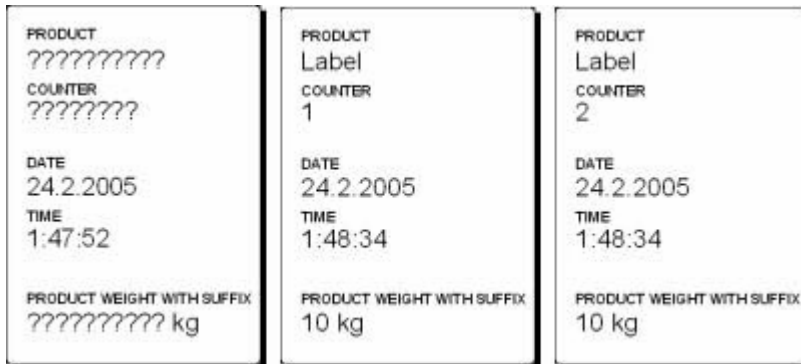 PRODUCT
??????????
COUNTER
????????
DATE
24.2.2005
TIME
1:47:52
PRODUCT WEIGHT WITH SUFFIX
?????????? kg
PRODUCT
Label
COUNTER
1
DATE
24.2.2005
TIME
1:48:34
PRODUCT WEIGHT WITH SUFFIX
10 kg
PRODUCT
Label
COUNTER
2
DATE
24.2.2005
TIME
1:48:34
PRODUCT WEIGHT WITH SUFFIX
10 kg